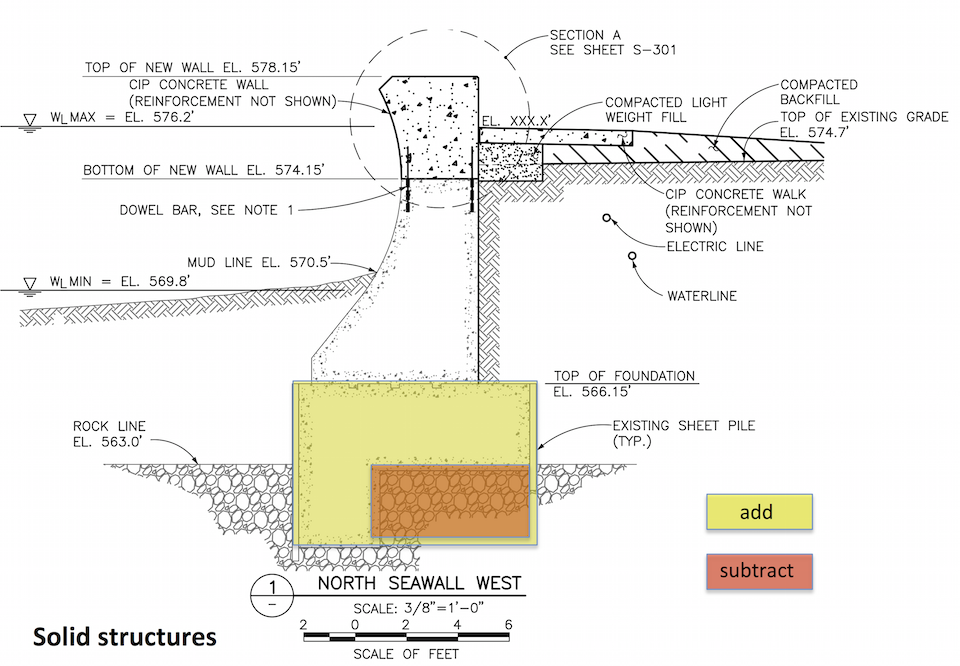 SECTION A
SEE SHEET S-301
TOP OF NEW WALL EL. 578.15'
CIP CONCRETE WALL
(REINFORCEMENT NOT SHOWN)
COMPACTED
BACKFILL
COMPACTED LIGHT
WEIGHT FILL
TOP OF EXISTING GRADE
EL. 574.7'
WLMAX = EL. 576.2'
EL. XXX.X'
BOTTOM OF NEW WALL EL. 574.15'
CIP CONCRETE WALK
(REINFORCEMENT NOT
SHOWN)
DOWEL BAR, SEE NOTE 1
ELECTRIC LINE
MUD LINE EL. 570.5'
WLMIN = EL. 569.8'
WATERLINE
TOP OF FOUNDATION
EL. 566.15'
ROCK LINE
EL. 563.0'
EXISTING SHEET PILE
(TYP.)
add
subtract
1
–
NORTH SEAWALL WEST
SCALE: 3/8"=1'-0"
2 0 2 4 6
SCALE OF FEET
Solid structures